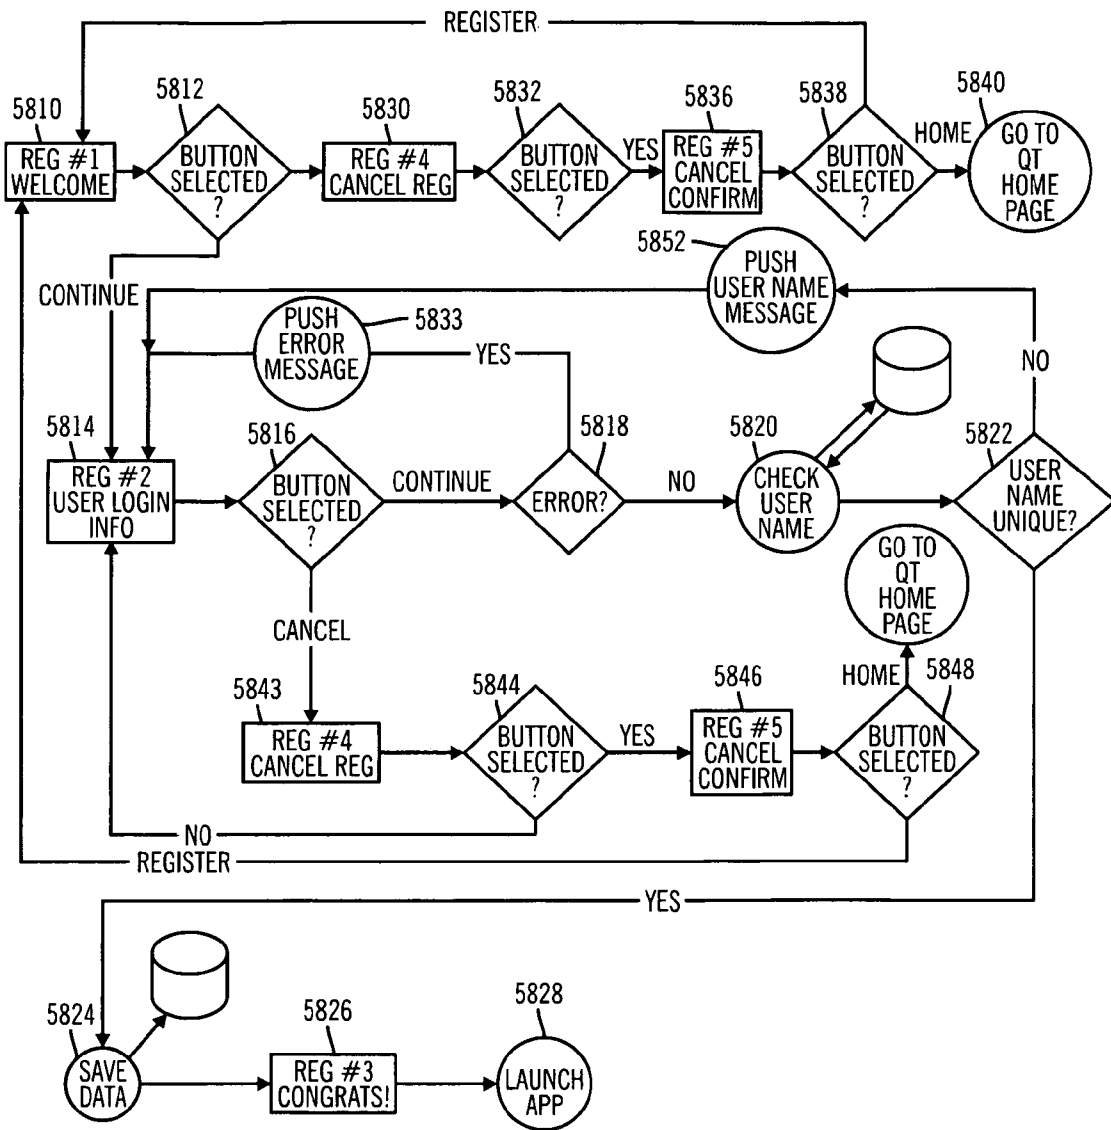 REGISTER
5810
5812
5830
5832
5836
5838
5840
REG #1
WELCOME
BUTTON
SELECTED
?
REG #4
CANCEL REG
BUTTON
SELECTED
?
YES
REG #5
CANCEL
CONFIRM
BUTTON
SELECTED
?
HOME
GO TO
QT
HOME
PAGE
CONTINUE
5852
PUSH
USER NAME
MESSAGE
PUSH
ERROR
MESSAGE
5833
YES
NO
5814
5816
5818
5820
5822
REG #2
USER LOGIN
INFO
BUTTON
SELECTED
?
CONTINUE
ERROR?
NO
CHECK
USER
NAME
USER
NAME
UNIQUE?
GO TO
QT
HOME
PAGE
CANCEL
5843
5844
5846
HOME
5848
REG #4
CANCEL REG
BUTTON
SELECTED
?
YES
REG #5
CANCEL
CONFIRM
BUTTON
SELECTED
?
NO
REGISTER
YES
5824
5826
5828
SAVE
DATA
REG #3
CONGRATS!
LAUNCH
APP